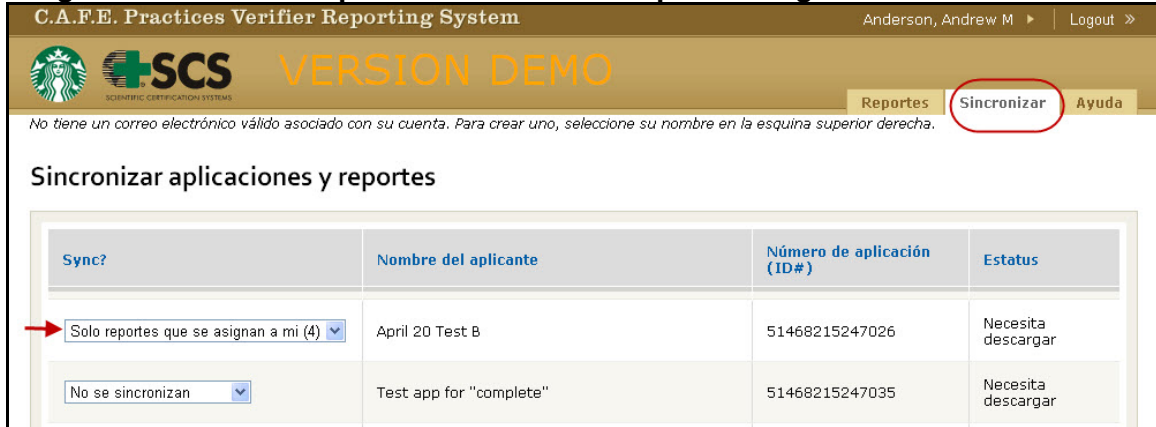 C.A.F.E. Practices Verifier Reporting System
Anderson, Andrew M
Logout »
SCS
SCIENTIFIC CERTIFICATION SYSTEMS
VERSION DEMO
Reportes
Sincronizar
Ayuda
No tiene un correo electrónico válido asociado con su cuenta. Para crear uno, seleccione su nombre en la esquina superior derecha.
Sincronizar aplicaciones y reportes
Sync?
Nombre del aplicante
Número de aplicación
(ID#)
Estatus
Solo reportes que se asignan a mi (4)
April 20 Test B
51468215247026
Necesita
descargar
No se sincronizan
Test app for "complete"
51468215247035
Necesita
descargar